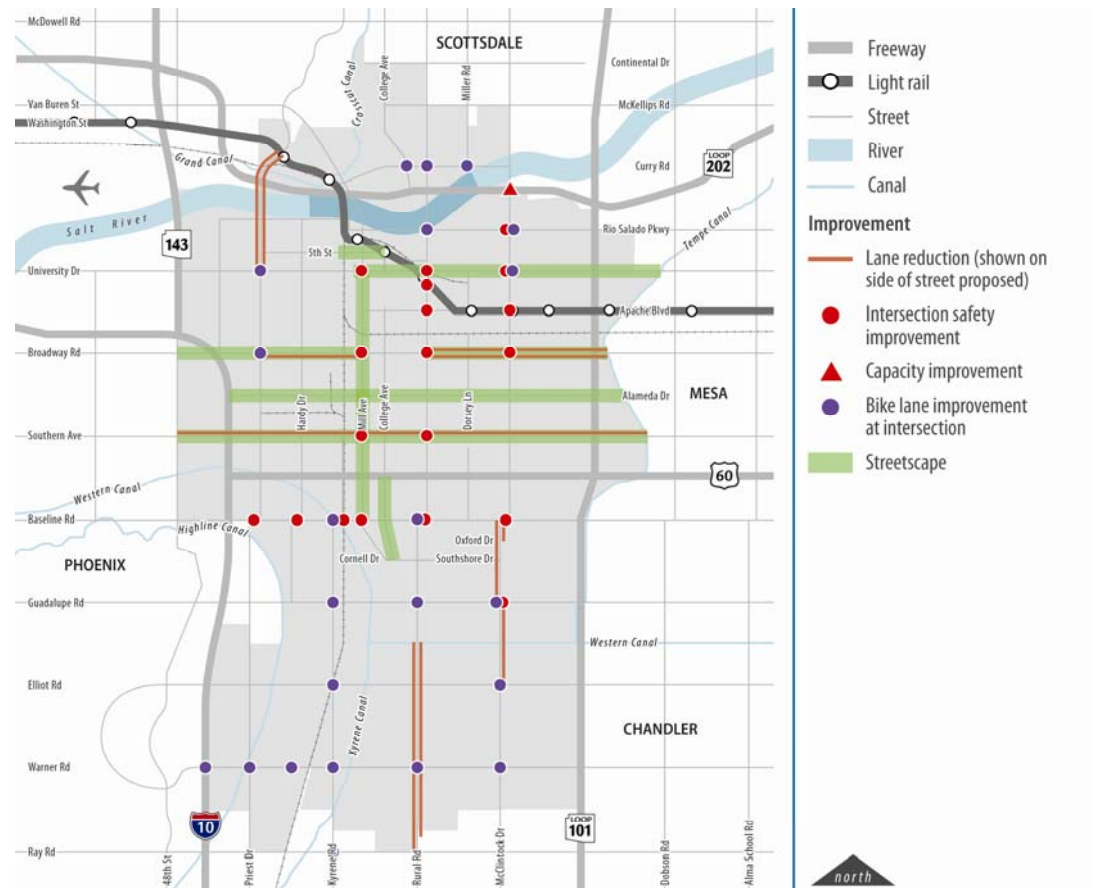 McDowell Rd
SCOTTSDALE
Crosscut Canal
College Ave
Miller Rd
Continental Dr
Van Buren St
McKellips Rd
Washington St
Grand Canal
Curry Rd
LOOP
202
Salt River
143
Rio Salado Pkwy
Tempe Canal
5th St
University Dr
Apache Blvd
Broadway Rd
Hardy Dr
Mill Ave
College Ave
Dorsey Ln
Alameda Dr
MESA
Southern Ave
60
Western Canal
Baseline Rd
Highline Canal
Oxford Dr
PHOENIX
Cornell Dr
Southshore Dr
Guadalupe Rd
Western Canal
Elliot Rd
Kyrene Canal
CHANDLER
Warner Rd
10
LOOP
101
Ray Rd
48th St
Priest Dr
Kyrene Rd
Rural Rd
McClintock Dr
Dobson Rd
Alma School Rd
Freeway
Light rail
Street
River
Canal
Improvement
Lane reduction (shown on
side of street proposed)
Intersection safety
improvement
Capacity improvement
Bike lane improvement
at intersection
Streetscape
north